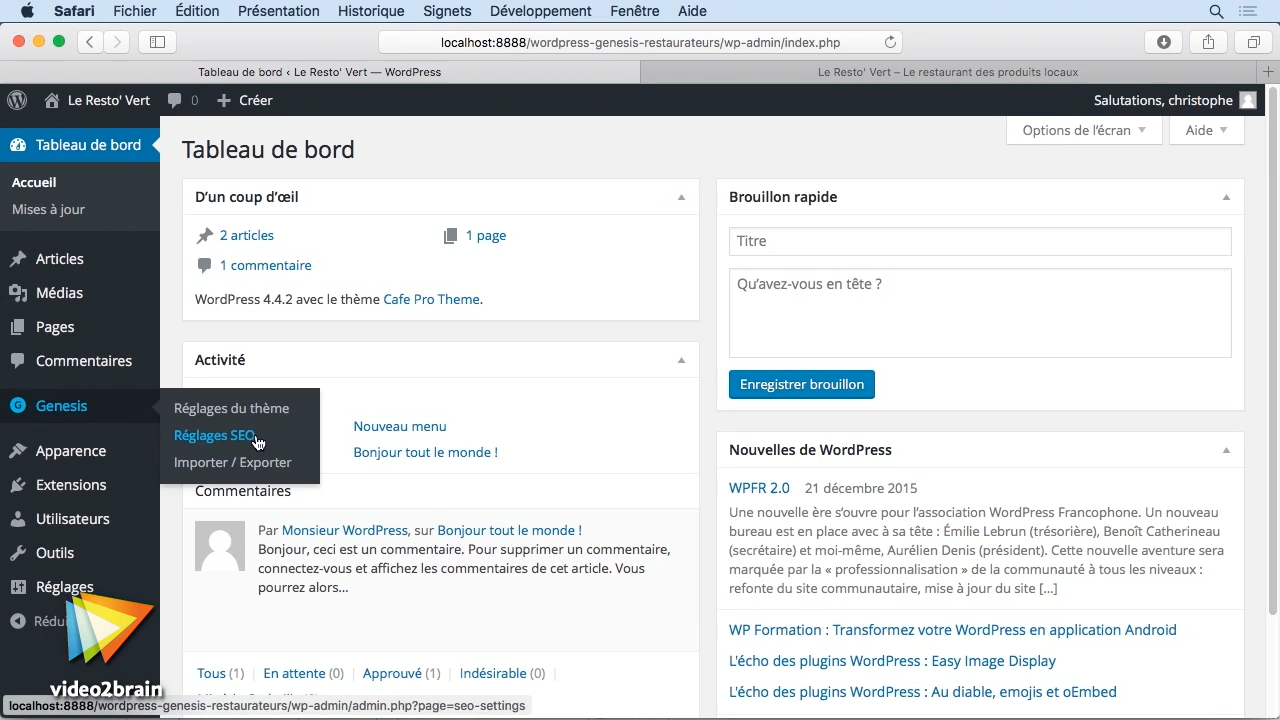 Safari Fichier Édition Présentation Historique Signets Développement Fenêtre Aide
localhost:8888/wordpress-genesis-restaurateurs/wp-admin/index.php
Tableau de bord ‹ Le Resto' Vert — WordPress
Le Resto' Vert – Le restaurant des produits locaux
Le Resto' Vert 0 Créer
Salutations, christophe
Tableau de bord
Accueil
Mises à jour
Articles
Médias
Pages
Commentaires
Genesis
Réglages du thème
Réglages SEO
Importer / Exporter
Apparence
Extensions
Utilisateurs
Outils
Réglages
Options de l'écran
Aide
Tableau de bord
D'un coup d'œil
2 articles
1 page
1 commentaire
WordPress 4.4.2 avec le thème Cafe Pro Theme.
Activité
Nouveau menu
Bonjour tout le monde !
Commentaires
Par Monsieur WordPress, sur Bonjour tout le monde !
Bonjour, ceci est un commentaire. Pour supprimer un commentaire,
connectez-vous et affichez les commentaires de cet article. Vous
pourrez alors…
Tous (1) En attente (0) Approuvé (1) Indésirable (0)
Brouillon rapide
Titre
Qu'avez-vous en tête ?
Enregistrer brouillon
Nouvelles de WordPress
WPFR 2.0 21 décembre 2015
Une nouvelle ère s'ouvre pour l'association WordPress Francophone. Un nouveau
bureau est en place avec à sa tête : Émilie Lebrun (trésorière), Benoît Catherineau
(secrétaire) et moi-même, Aurélien Denis (président). Cette nouvelle aventure sera
marquée par la « professionnalisation » de la communauté à tous les niveaux :
refonte du site communautaire, mise à jour du site […]
WP Formation : Transformez votre WordPress en application Android
L'écho des plugins WordPress : Easy Image Display
L'écho des plugins WordPress : Au diable, emojis et oEmbed
video2brain
localhost:8888/wordpress-genesis-restaurateurs/wp-admin/admin.php?page=seo-settings